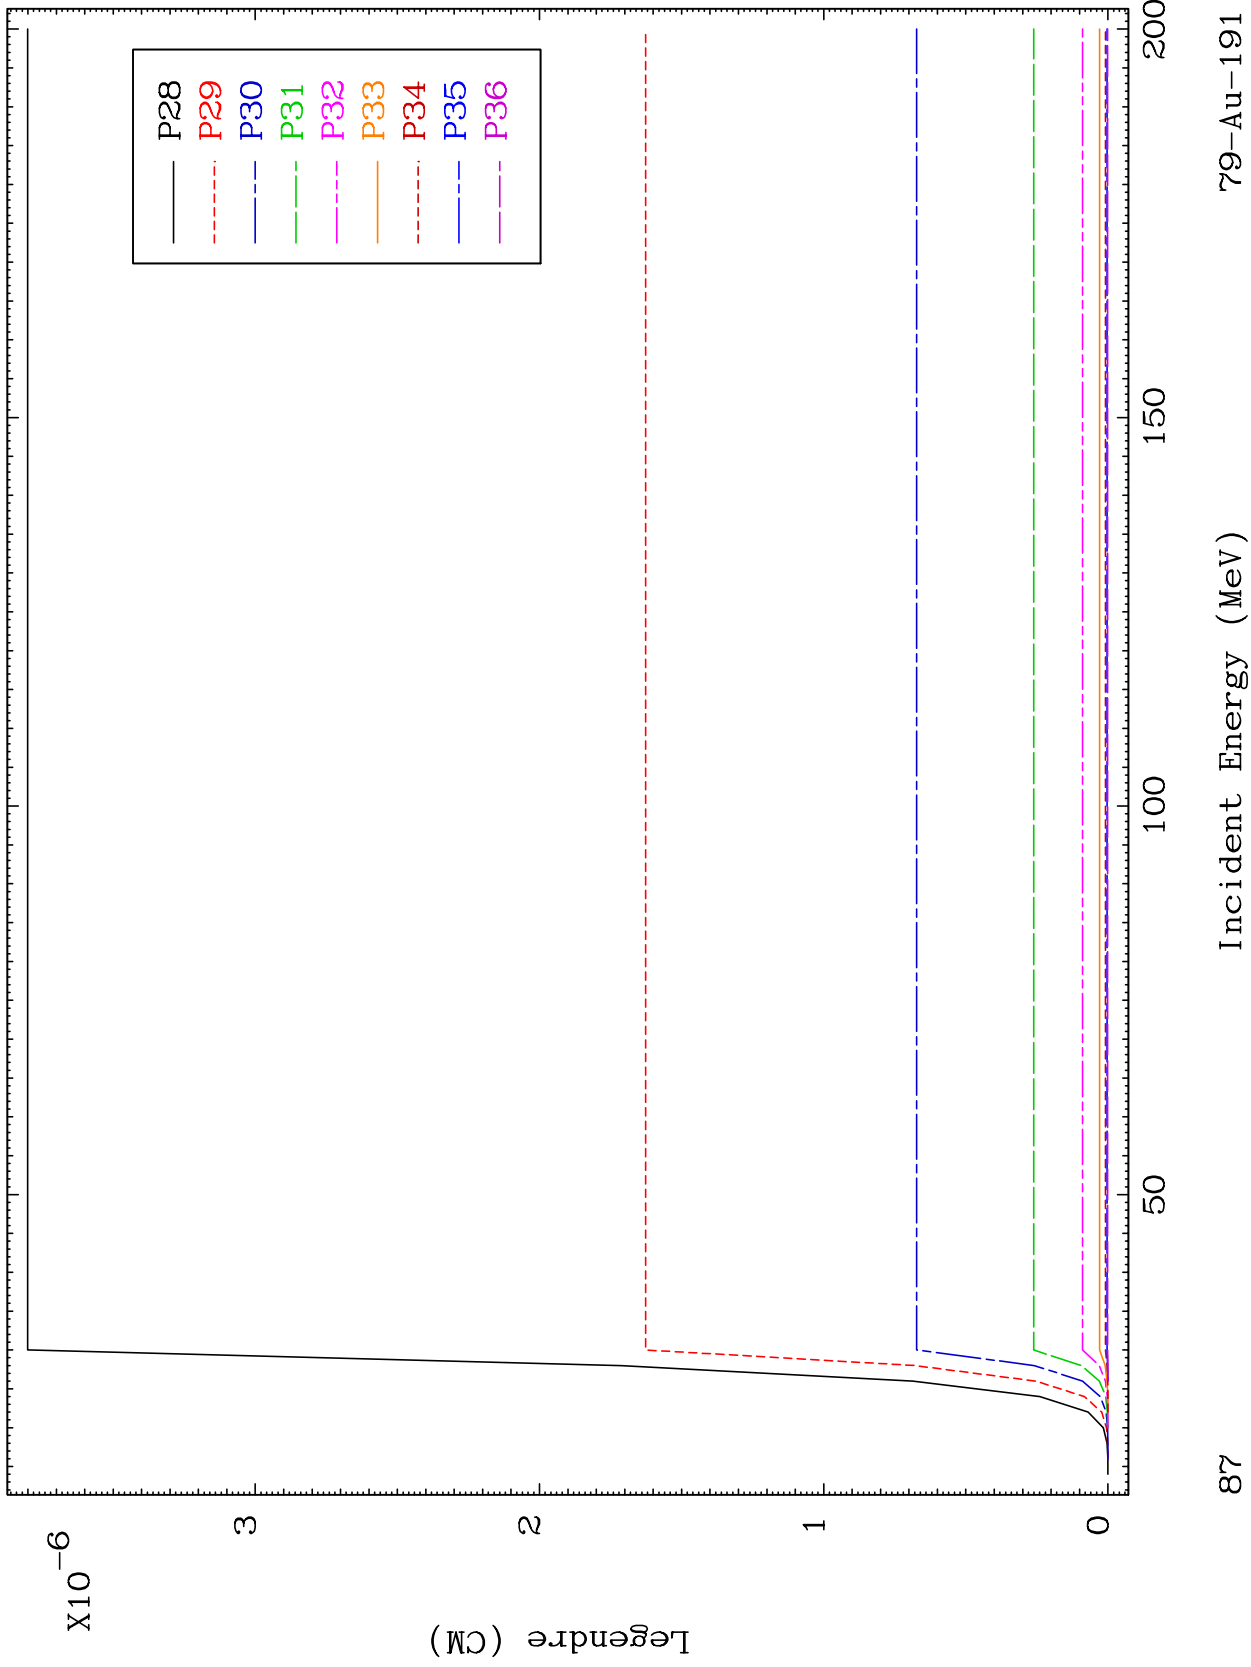 X10⁻⁶
Legendre (CM)
3
2
1
0
P28
P29
P30
P31
P32
P33
P34
P35
P36
50
100
150
200
87
Incident Energy (MeV)
79-Au-191